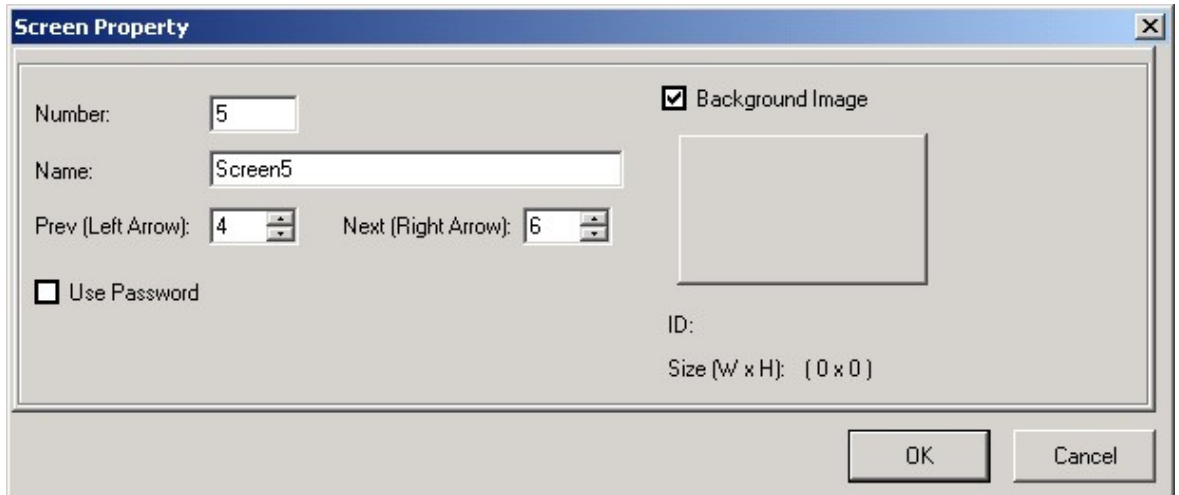 Screen Property
Number: 5
Name: Screen5
Prev (Left Arrow): 4 Next (Right Arrow): 6
Use Password
Background Image
ID:
Size (W x H): ( 0 x 0 )
OK Cancel